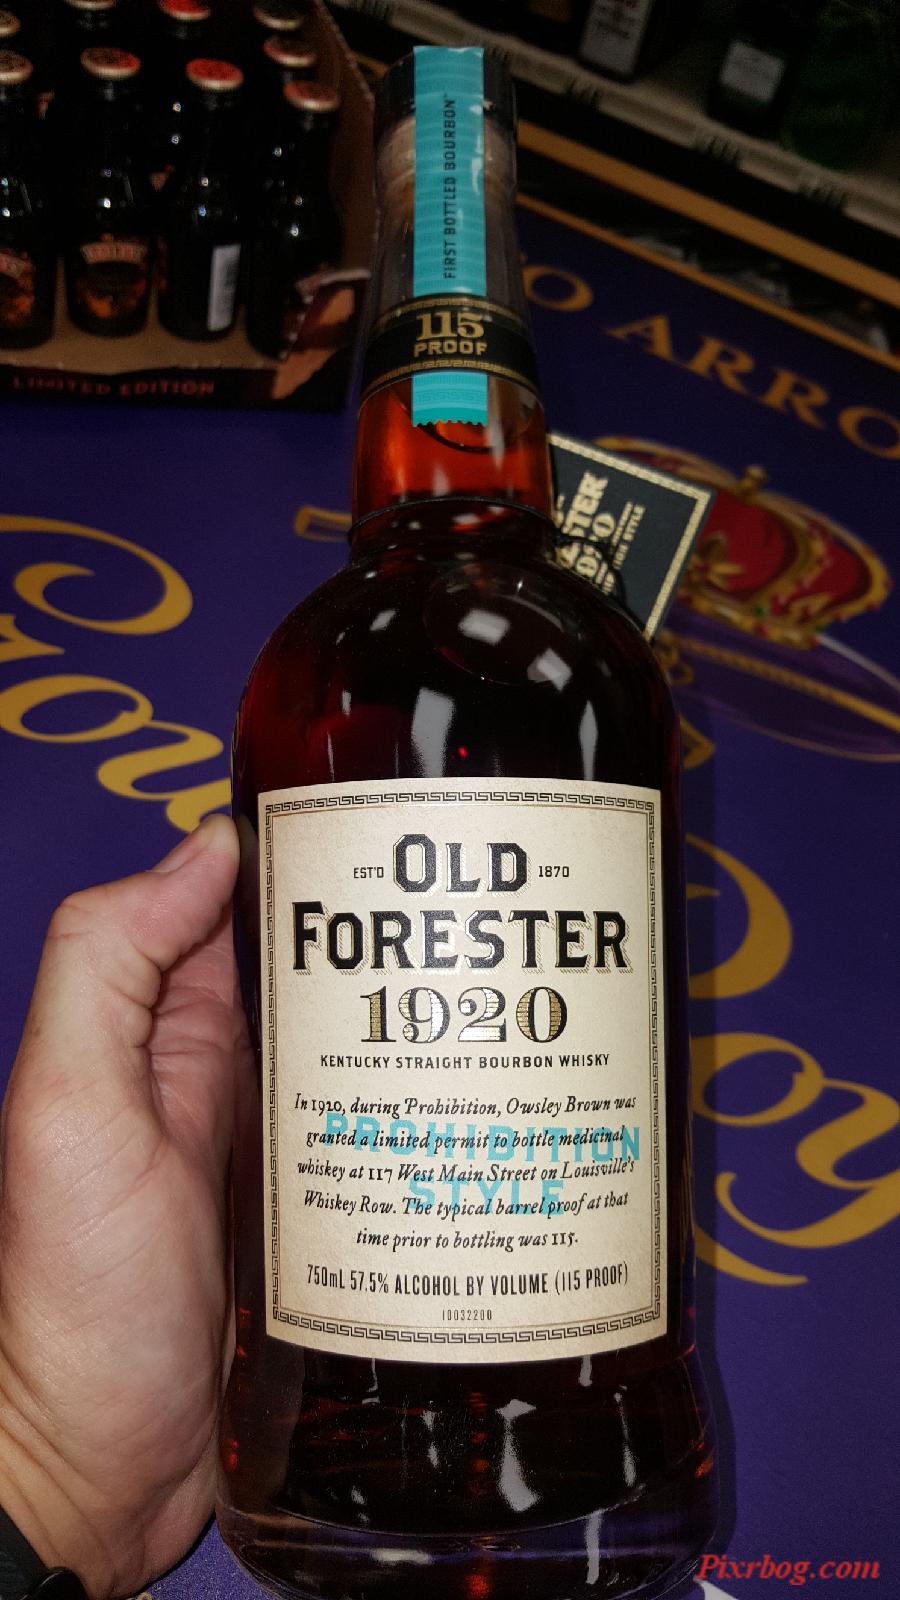 FIRST BOTTLED BOURBON
115
PROOF
LIMITED EDITION
O ARRO
EST'D OLD 1870
FORESTER
1920
KENTUCKY STRAIGHT BOURBON WHISKY
PROHIBITION
STYLE
In 1920, during Prohibition, Owsley Brown was
granted a limited permit to bottle medicinal
whiskey at 117 West Main Street on Louisville's
Whiskey Row. The typical barrel proof at that
time prior to bottling was 115.
750mL 57.5% ALCOHOL BY VOLUME (115 PROOF)
10032200
Pixrbog.com